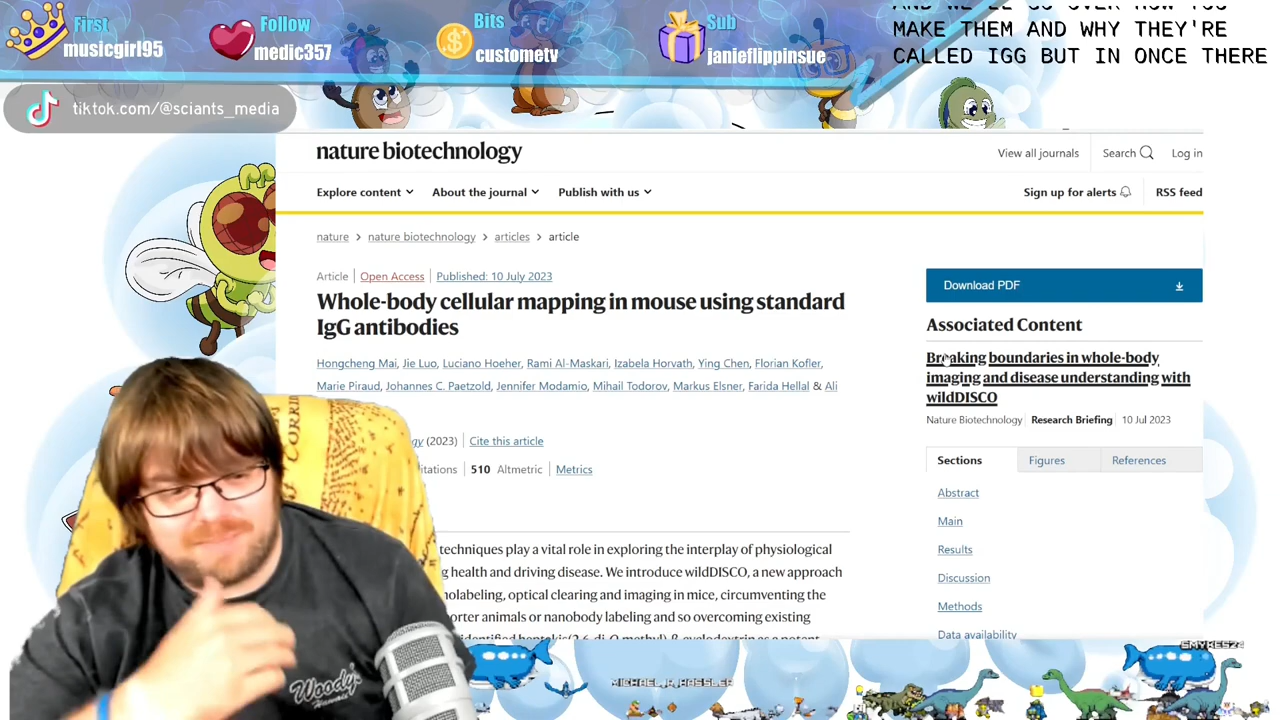 First
musicgirl95
Follow
medic357
Bits
custometv
Sub
janieflippinsue
MAKE THEM AND WHY THEY'RE
CALLED IGG BUT IN ONCE THERE
tiktok.com/@sciants_media
nature biotechnology
View all journals
Search
Log in
Explore content
About the journal
Publish with us
Sign up for alerts
RSS feed
nature > nature biotechnology > articles > article
Article | Open Access | Published: 10 July 2023
Whole-body cellular mapping in mouse using standard
IgG antibodies
Hongcheng Mai, Jie Luo, Luciano Hoeher, Rami Al-Maskari, Izabela Horvath, Ying Chen, Florian Kofler,
Marie Piraud, Johannes C. Paetzold, Jennifer Modamio, Mihail Todorov, Markus Elsner, Farida Hellal & Ali
(2023) | Cite this article
510 Altmetric | Metrics
techniques play a vital role in exploring the interplay of physiological
health and driving disease. We introduce wildDISCO, a new approach
optical clearing and imaging in mice, circumventing the
animals or nanobody labeling and so overcoming existing
Download PDF
Associated Content
Breaking boundaries in whole-body
imaging and disease understanding with
wildDISCO
Nature Biotechnology | Research Briefing | 10 Jul 2023
Sections
Figures
References
Abstract
Main
Results
Discussion
Methods
Data availability
Woody's
Hawaii
MICHAEL K HASSLER